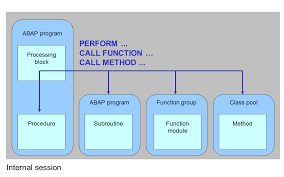 ABAP program
Processing
block
PERFORM ...
CALL FUNCTION ...
CALL METHOD ...
Procedure
ABAP program
Subroutine
Function group
Function
module
Class pool
Method
Internal session